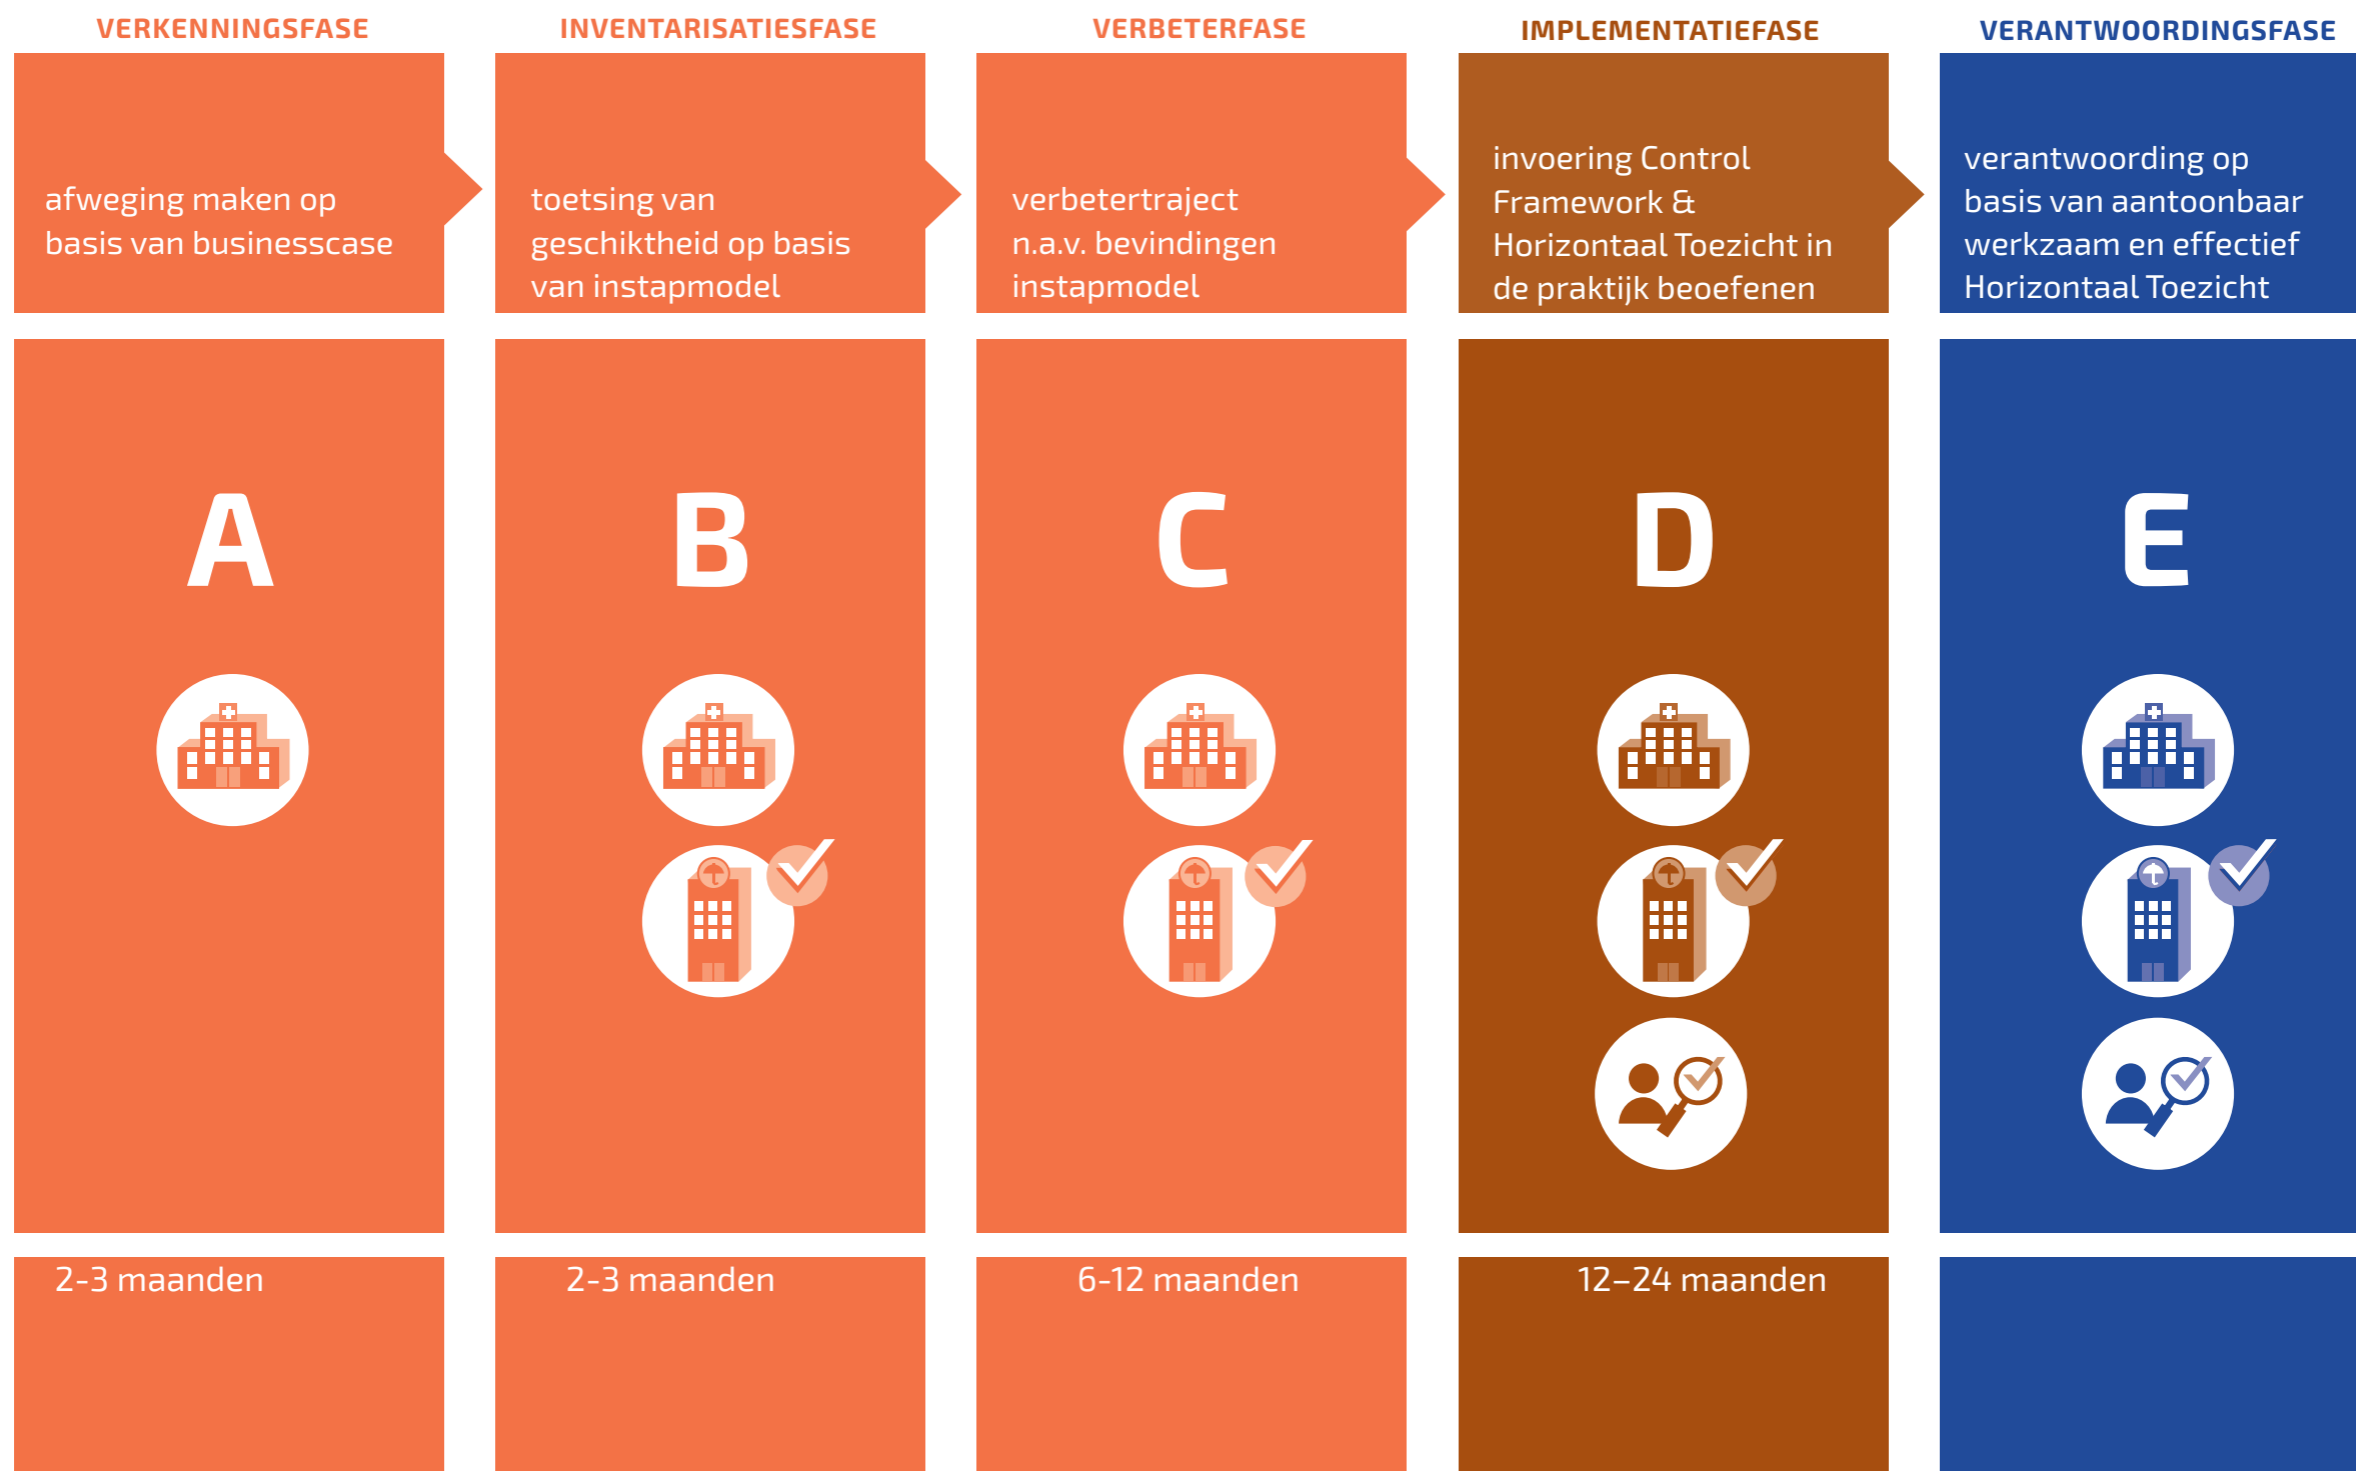 VERKENNINGSFASE
INVENTARISATIESFASE
VERBETERFASE
IMPLEMENTATIEFASE
VERANTWOORDINGSFASE
afweging maken op
basis van businesscase
toetsing van
geschiktheid op basis
van instapmodel
verbetertraject
n.a.v. bevindingen
instapmodel
invoering Control
Framework &
Horizontaal Toezicht in
de praktijk beoefenen
verantwoording op
basis van aantoonbaar
werkzaam en effectief
Horizontaal Toezicht
A
B
C
D
E
2-3 maanden
2-3 maanden
6-12 maanden
12–24 maanden